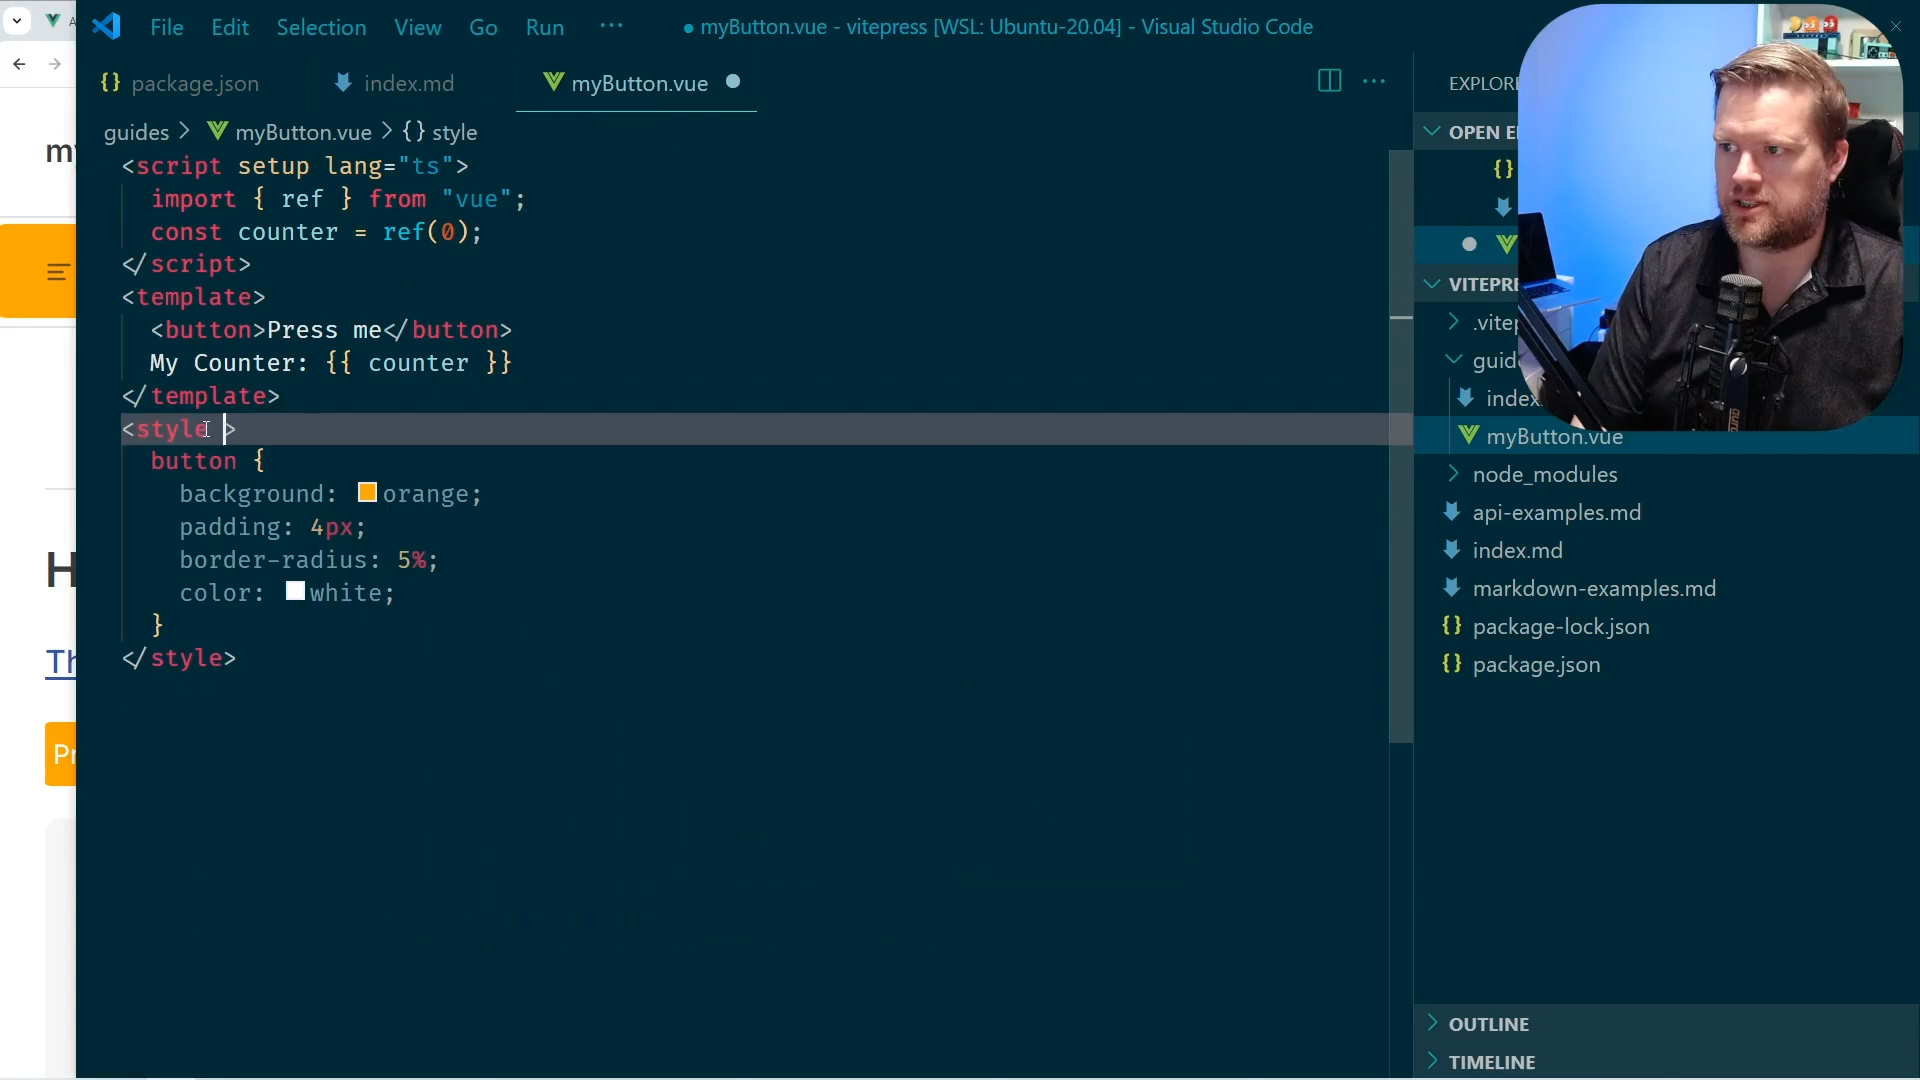 File Edit Selection View Go Run ···
● myButton.vue - vitepress [WSL: Ubuntu-20.04] - Visual Studio Code
package.json
index.md
myButton.vue
guides > myButton.vue > {} style
<script setup lang="ts">
import { ref } from "vue";
const counter = ref(0);
</script>
<template>
<button>Press me</button>
My Counter: {{ counter }}
</template>
<style >
button {
background: orange;
padding: 4px;
border-radius: 5%;
color: white;
}
</style>
EXPLORE
OPEN E
VITEPRE
.vitep
guid
index.
myButton.vue
node_modules
api-examples.md
index.md
markdown-examples.md
package-lock.json
package.json
OUTLINE
TIMELINE
my
H
Th
Pr